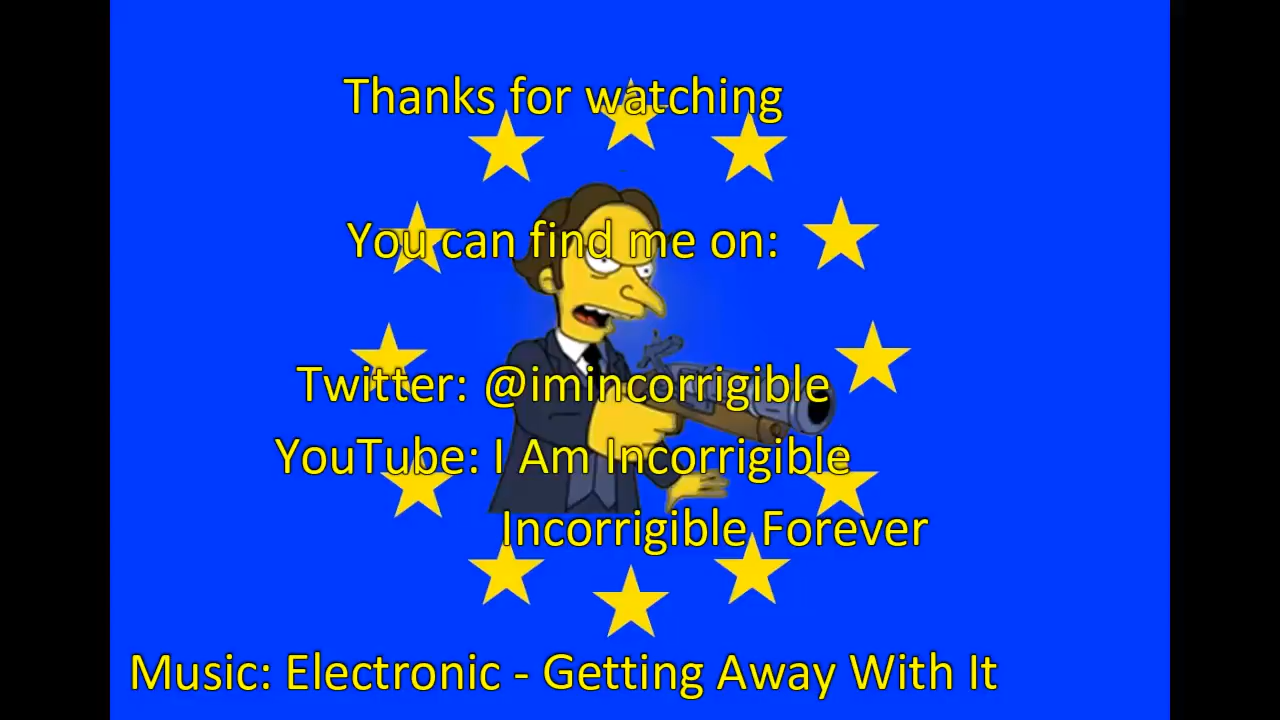 Thanks for watching
You can find me on:
Twitter: @imincorrigible
YouTube: I Am Incorrigible
Incorrigible Forever
Music: Electronic - Getting Away With It